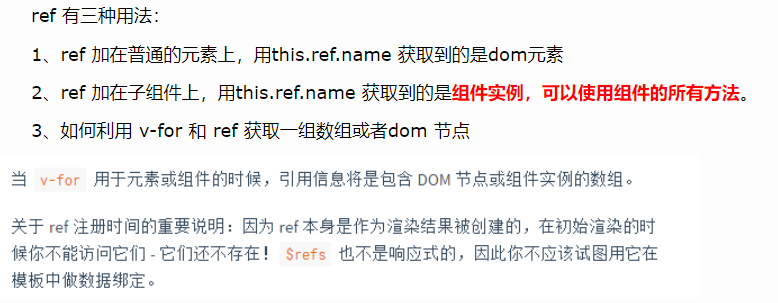 ref 有三种用法：
1、ref 加在普通的元素上，用this.ref.name 获取到的是dom元素
2、ref 加在子组件上，用this.ref.name 获取到的是组件实例，可以使用组件的所有方法。
3、如何利用 v-for 和 ref 获取一组数组或者dom 节点
当 v-for 用于元素或组件的时候，引用信息将是包含 DOM 节点或组件实例的数组。
关于 ref 注册时间的重要说明：因为 ref 本身是作为渲染结果被创建的，在初始渲染的时
候你不能访问它们 - 它们还不存在！$refs 也不是响应式的，因此你不应该试图用它在
模板中做数据绑定。